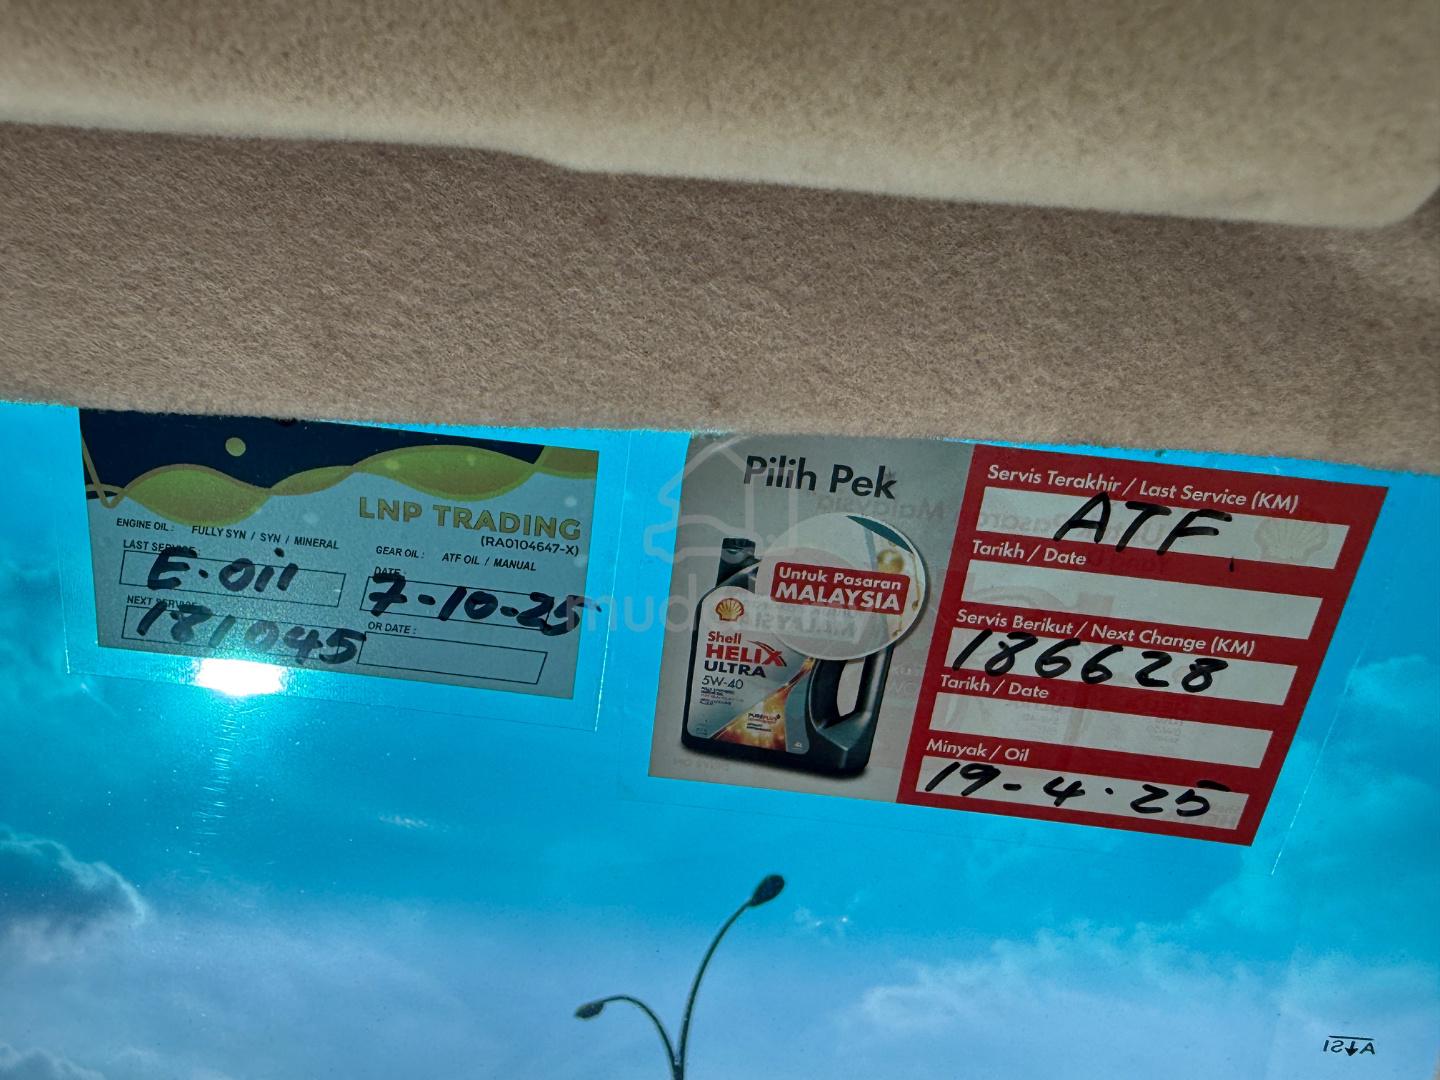 LNP TRADING
(RA0104647-X)
ENGINE OIL : FULLY SYN / SYN / MINERAL
GEAR OIL : ATF OIL / MANUAL
LAST SERVICE :
E-Oil
DATE :
7-10-25
NEXT SERVICE
181045
OR DATE :
Pilih Pek
Untuk Pasaran
MALAYSIA
Shell
HELIX
ULTRA
5W-40
Servis Terakhir / Last Service (KM)
ATF
Tarikh / Date
Servis Berikut / Next Change (KM)
186628
Tarikh / Date
Minyak / Oil
19-4-25